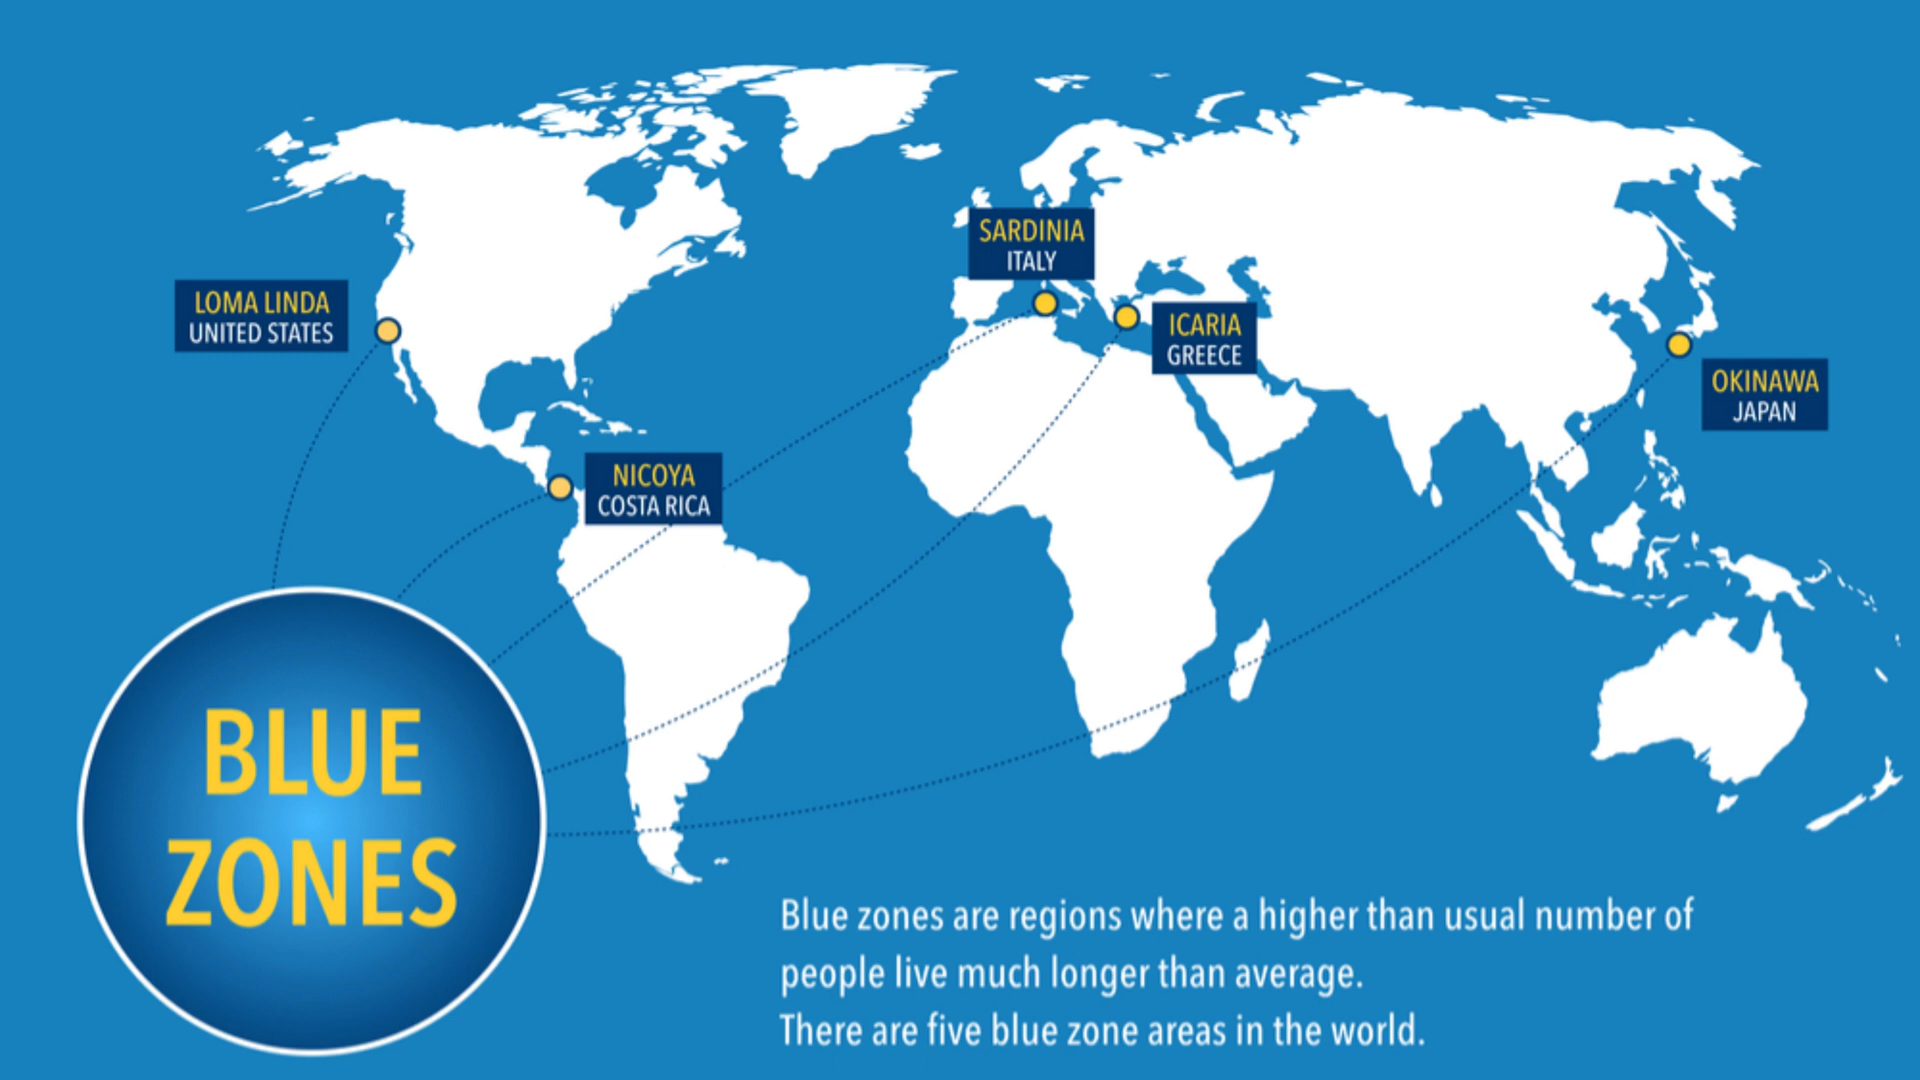 SARDINIA
ITALY
LOMA LINDA
UNITED STATES
ICARIA
GREECE
OKINAWA
JAPAN
NICOYA
COSTA RICA
BLUE
ZONES
Blue zones are regions where a higher than usual number of
people live much longer than average.
There are five blue zone areas in the world.